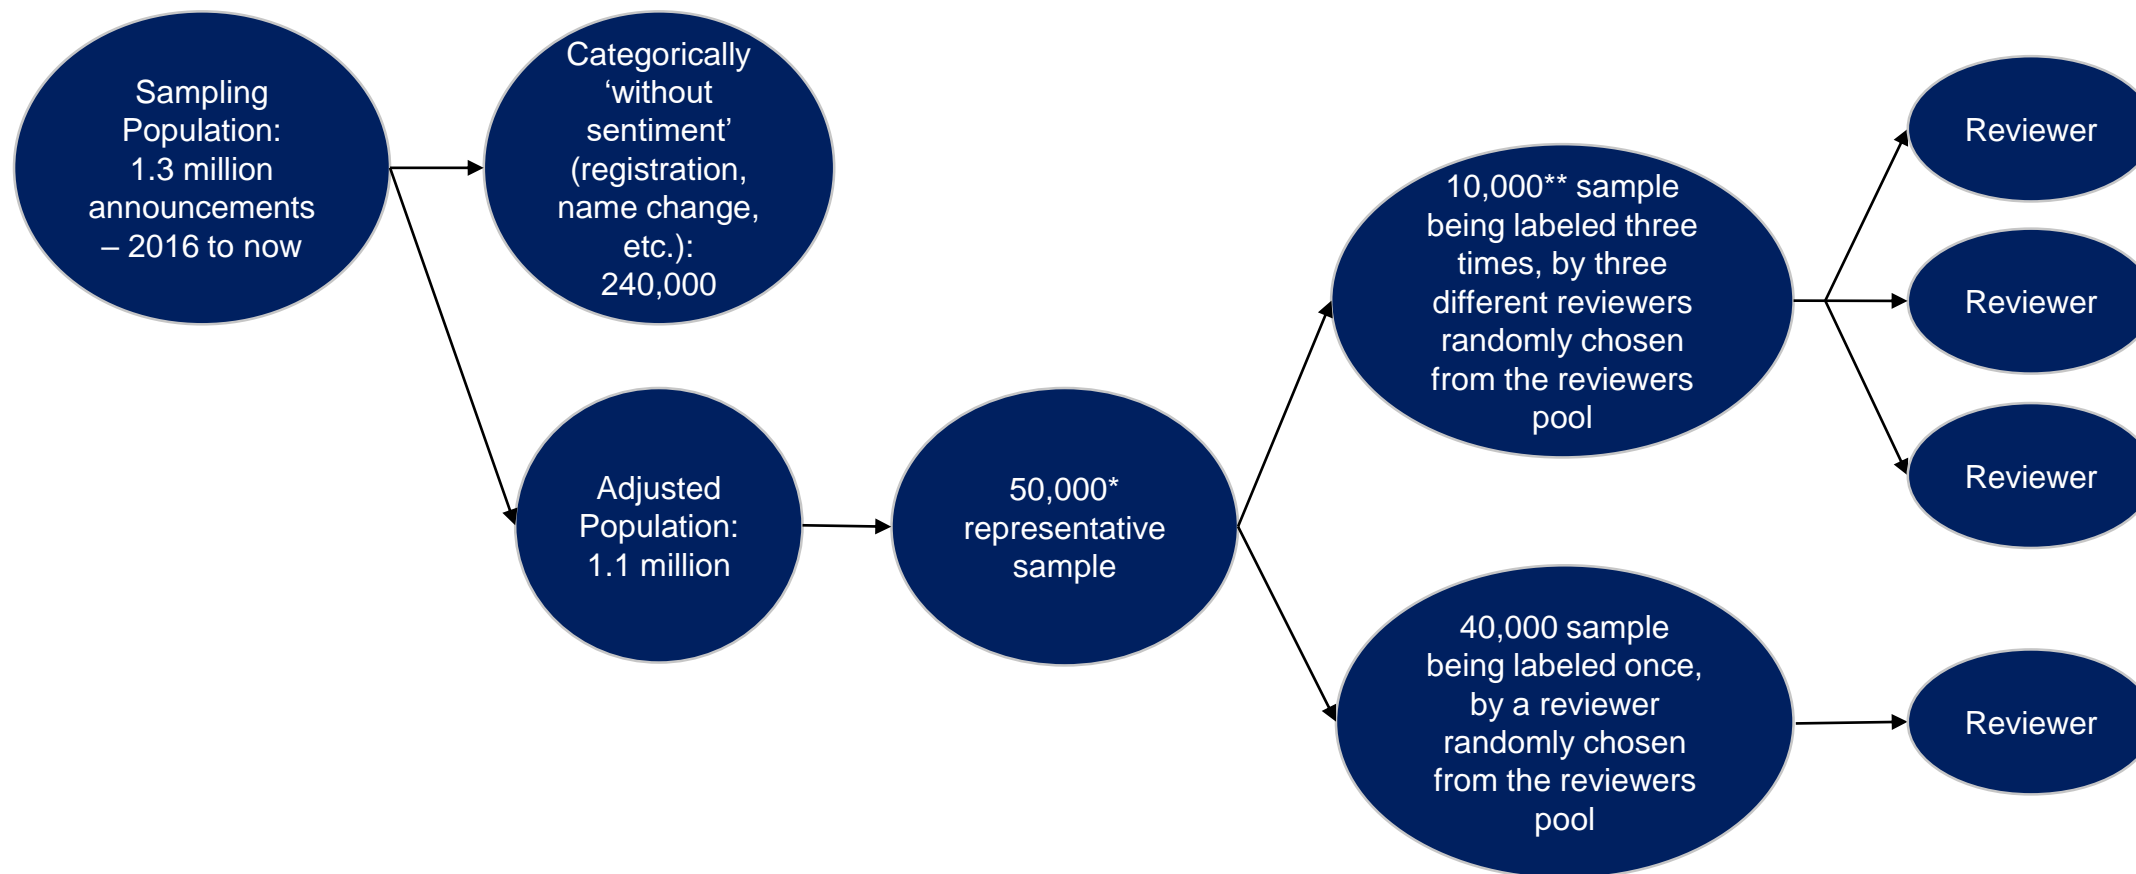 Sampling
Population:
1.3 million
announcements
– 2016 to now
Categorically
‘without
sentiment’
(registration,
name change,
etc.):
240,000
Adjusted
Population:
1.1 million
50,000*
representative
sample
10,000** sample
being labeled three
times, by three
different reviewers
randomly chosen
from the reviewers
pool
40,000 sample
being labeled once,
by a reviewer
randomly chosen
from the reviewers
pool
Reviewer
Reviewer
Reviewer
Reviewer